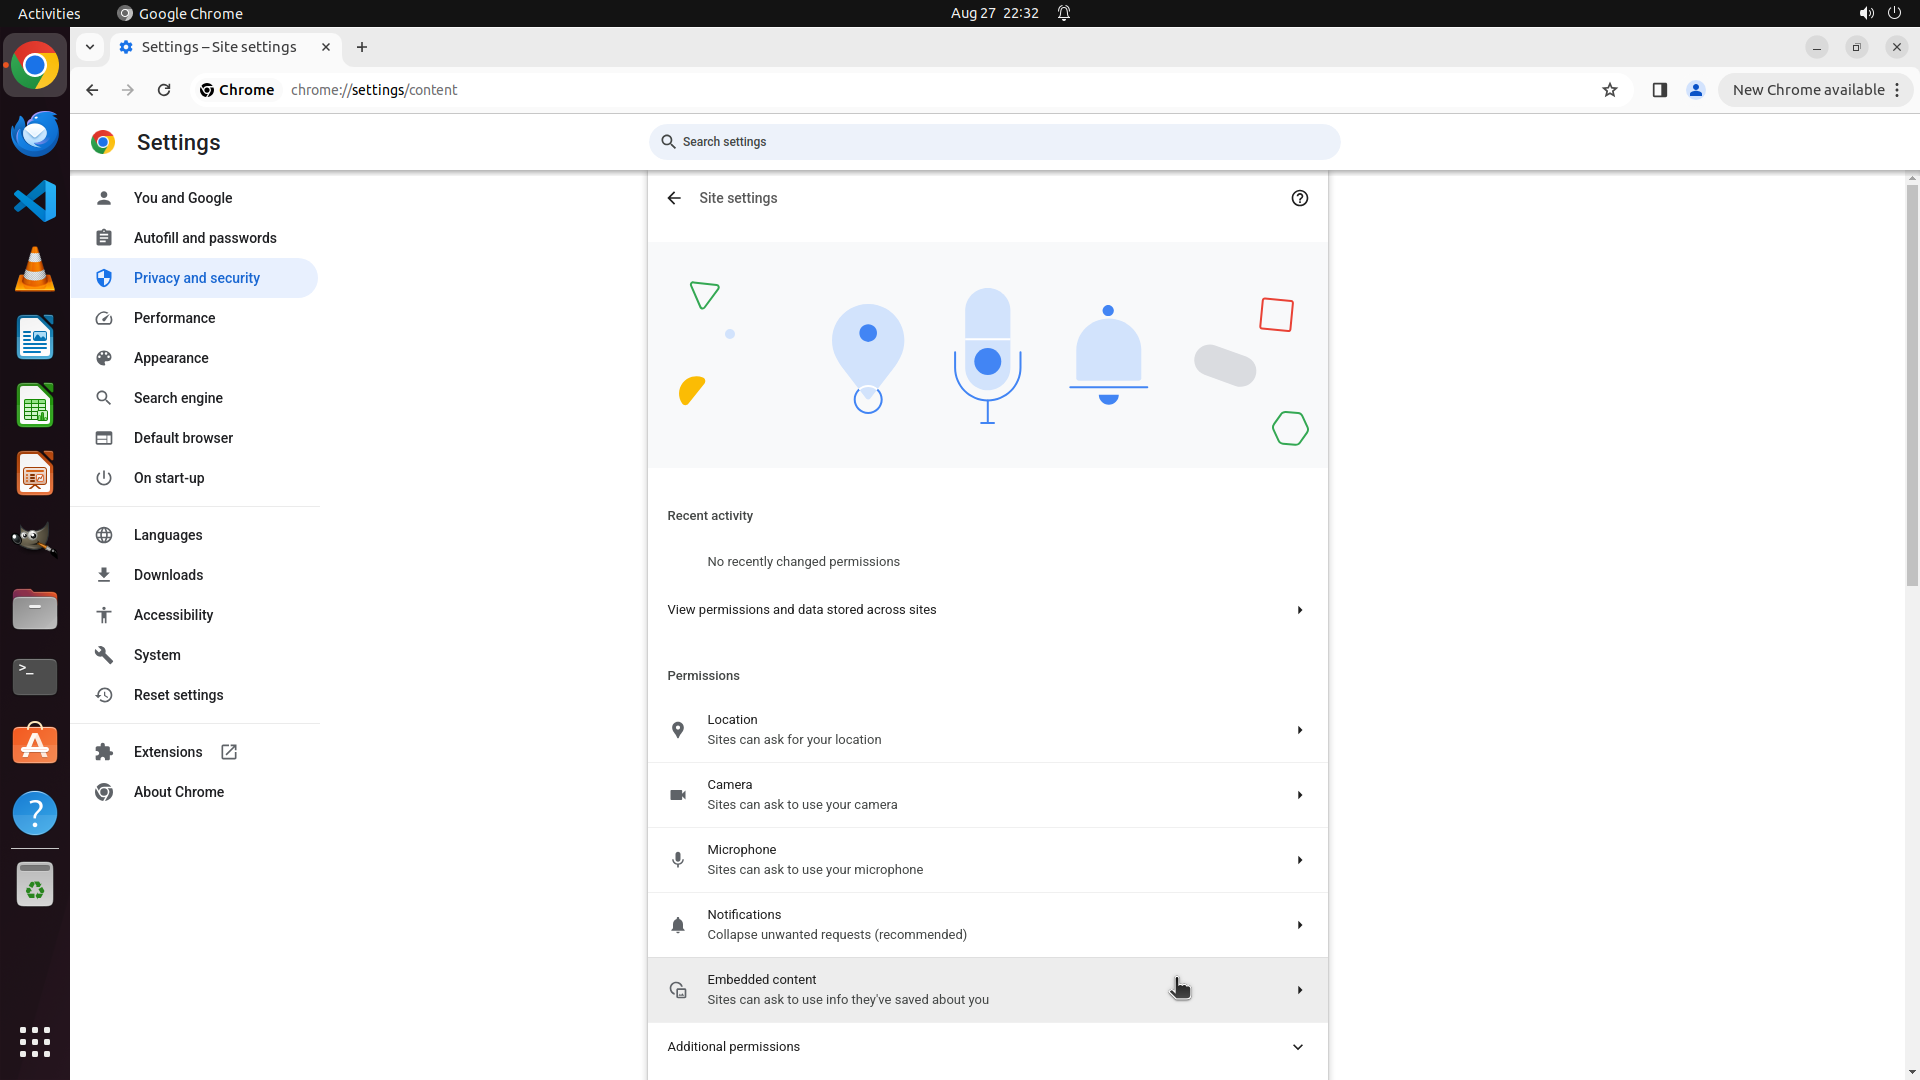 Activities
Google Chrome
Aug 27 22:32
Settings – Site settings
Chrome
chrome://settings/content
New Chrome available
Settings
Search settings
You and Google
Autofill and passwords
Privacy and security
Performance
Appearance
Search engine
Default browser
On start-up
Languages
Downloads
Accessibility
System
Reset settings
Extensions
About Chrome
Site settings
Recent activity
No recently changed permissions
View permissions and data stored across sites
Permissions
Location
Sites can ask for your location
Camera
Sites can ask to use your camera
Microphone
Sites can ask to use your microphone
Notifications
Collapse unwanted requests (recommended)
Embedded content
Sites can ask to use info they've saved about you
Additional permissions